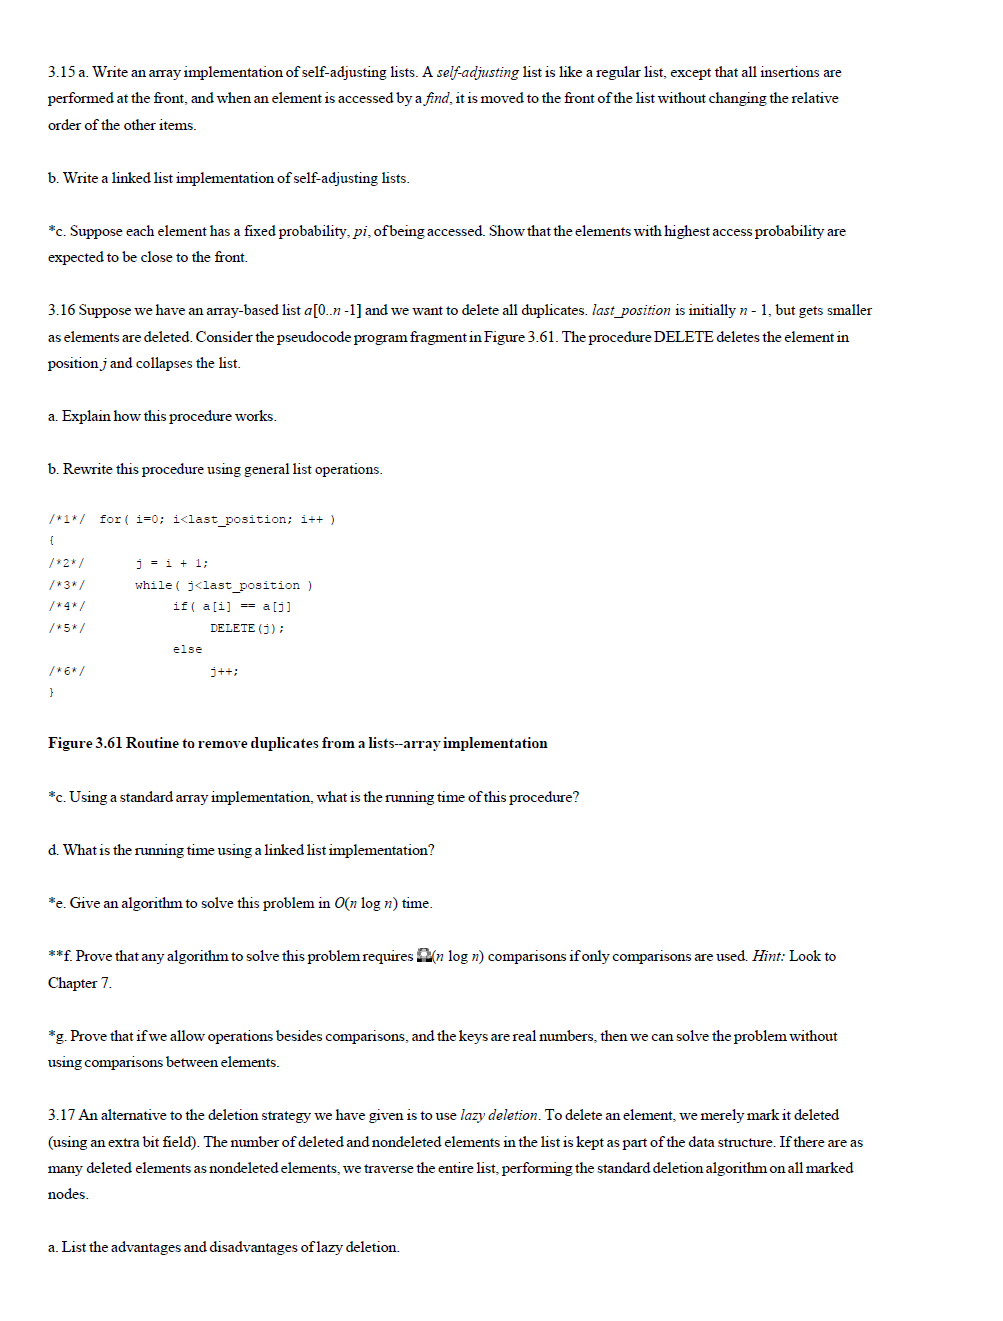 3.15 a. Write an array implementation of self-adjusting lists. A self-adjusting list is like a regular list, except that all insertions are
performed at the front, and when an element is accessed by a find, it is moved to the front of the list without changing the relative
order of the other items.
b. Write a linked list implementation of self-adjusting lists.
*c. Suppose each element has a fixed probability, pi, of being accessed. Show that the elements with highest access probability are
expected to be close to the front.
3.16 Suppose we have an array-based list a[0..n -1] and we want to delete all duplicates. last_position is initially n - 1, but gets smaller
as elements are deleted. Consider the pseudocode program fragment in Figure 3.61. The procedure DELETE deletes the element in
position j and collapses the list.
a. Explain how this procedure works.
b. Rewrite this procedure using general list operations.
/*1*/ for( i=0; i<last_position; i++ )
{
/*2*/ j = i + 1;
/*3*/ while( j<last_position )
/*4*/ if( a[i] == a[j]
/*5*/ DELETE(j);
else
/*6*/ j++;
}
Figure 3.61 Routine to remove duplicates from a lists--array implementation
*c. Using a standard array implementation, what is the running time of this procedure?
d. What is the running time using a linked list implementation?
*e. Give an algorithm to solve this problem in O(n log n) time.
**f. Prove that any algorithm to solve this problem requires Ω(n log n) comparisons if only comparisons are used. Hint: Look to
Chapter 7.
*g. Prove that if we allow operations besides comparisons, and the keys are real numbers, then we can solve the problem without
using comparisons between elements.
3.17 An alternative to the deletion strategy we have given is to use lazy deletion. To delete an element, we merely mark it deleted
(using an extra bit field). The number of deleted and nondeleted elements in the list is kept as part of the data structure. If there are as
many deleted elements as nondeleted elements, we traverse the entire list, performing the standard deletion algorithm on all marked
nodes.
a. List the advantages and disadvantages of lazy deletion.